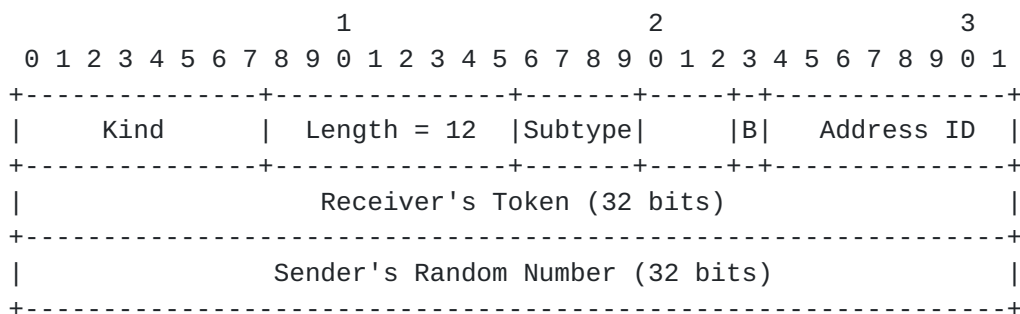 1                   2                   3
 0 1 2 3 4 5 6 7 8 9 0 1 2 3 4 5 6 7 8 9 0 1 2 3 4 5 6 7 8 9 0 1
+---------------+---------------+-------+-----+-+---------------+
|     Kind      |  Length = 12  |Subtype|     |B|   Address ID  |
+---------------+---------------+-------+-----+-+---------------+
|                   Receiver's Token (32 bits)                  |
+---------------------------------------------------------------+
|                Sender's Random Number (32 bits)               |
+---------------------------------------------------------------+